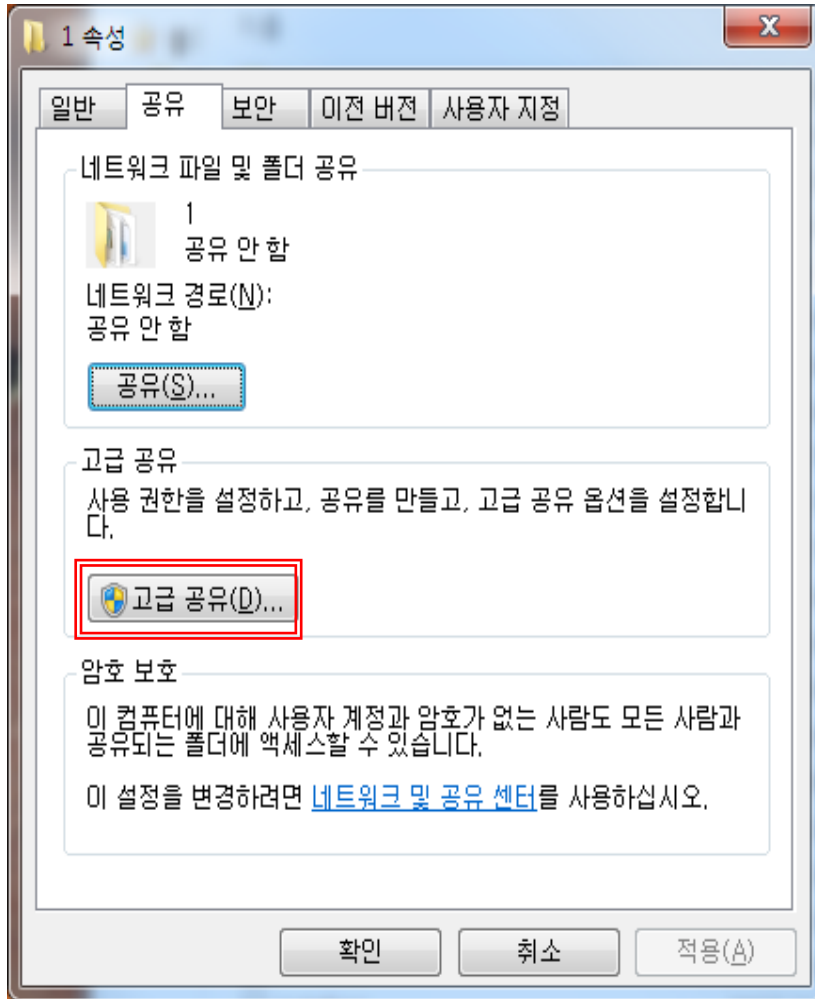 1 속성
일반 공유 보안 이전 버전 사용자 지정
네트워크 파일 및 폴더 공유
1
공유 안 함
네트워크 경로(N):
공유 안 함
공유(S)...
고급 공유
사용 권한을 설정하고, 공유를 만들고, 고급 공유 옵션을 설정합니
다.
고급 공유(D)...
암호 보호
이 컴퓨터에 대해 사용자 계정과 암호가 없는 사람도 모든 사람과
공유되는 폴더에 액세스할 수 있습니다.
이 설정을 변경하려면 네트워크 및 공유 센터를 사용하십시오.
확인 취소 적용(A)